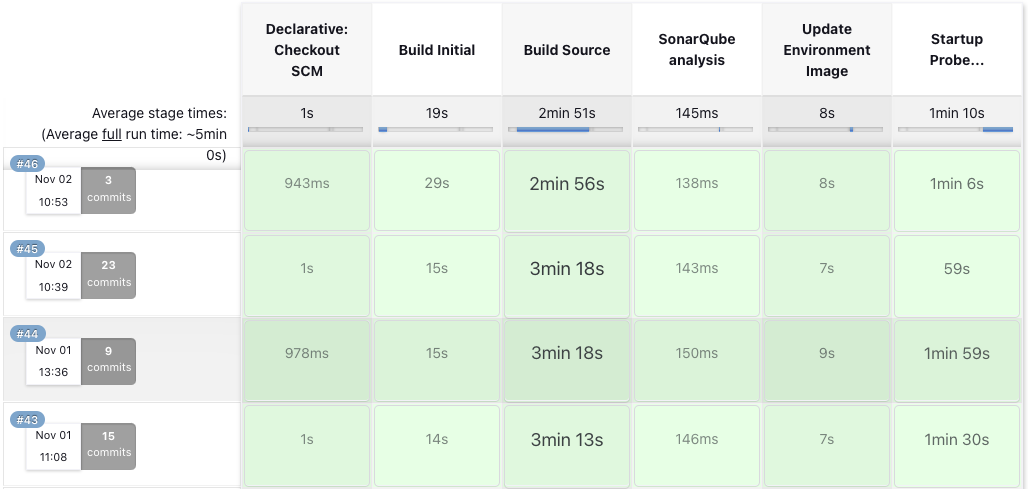 Declarative:
Checkout
SCM
Build Initial
Build Source
SonarQube
analysis
Update
Environment
Image
Startup
Probe...
Average stage times:
(Average full run time: ~5min
0s)
1s
19s
2min 51s
145ms
8s
1min 10s
#46
Nov 02
10:53
3
commits
943ms
29s
2min 56s
138ms
8s
1min 6s
#45
Nov 02
10:39
23
commits
1s
15s
3min 18s
143ms
7s
59s
#44
Nov 01
13:36
9
commits
978ms
15s
3min 18s
150ms
9s
1min 59s
#43
Nov 01
11:08
15
commits
1s
14s
3min 13s
146ms
7s
1min 30s